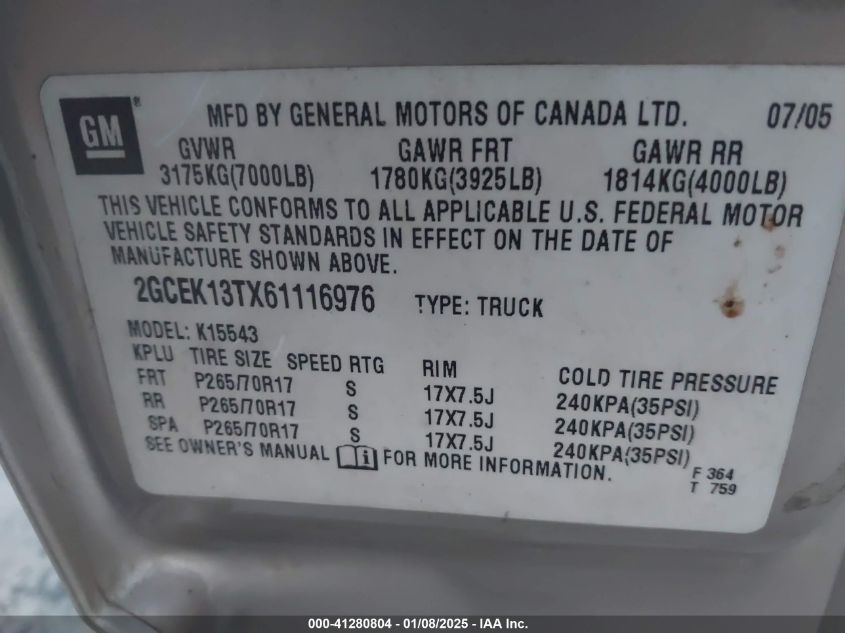 GM ®
MFD BY GENERAL MOTORS OF CANADA LTD. 07/05
GVWR GAWR FRT GAWR RR
3175KG(7000LB) 1780KG(3925LB) 1814KG(4000LB)
THIS VEHICLE CONFORMS TO ALL APPLICABLE U.S. FEDERAL MOTOR
VEHICLE SAFETY STANDARDS IN EFFECT ON THE DATE OF
MANUFACTURE SHOWN ABOVE.
2GCEK13TX61116976 TYPE: TRUCK
MODEL: K15543
KPLU TIRE SIZE SPEED RTG RIM COLD TIRE PRESSURE
FRT P265/70R17 S 17X7.5J 240KPA(35PSI)
RR P265/70R17 S 17X7.5J 240KPA(35PSI)
SPA P265/70R17 S 17X7.5J 240KPA(35PSI)
SEE OWNER'S MANUAL i FOR MORE INFORMATION.
F 364
T 759
000-41280804 - 01/08/2025 - IAA Inc.